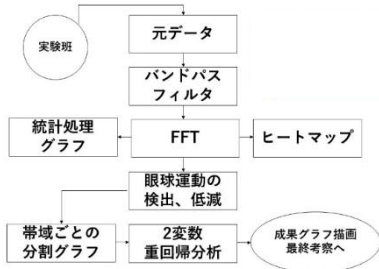 実験班
元データ
バンドパス
フィルタ
統計処理
グラフ
FFT
ヒートマップ
眼球運動の
検出、低減
帯域ごとの
分割グラフ
2変数
重回帰分析
成果グラフ描画
最終考察へ